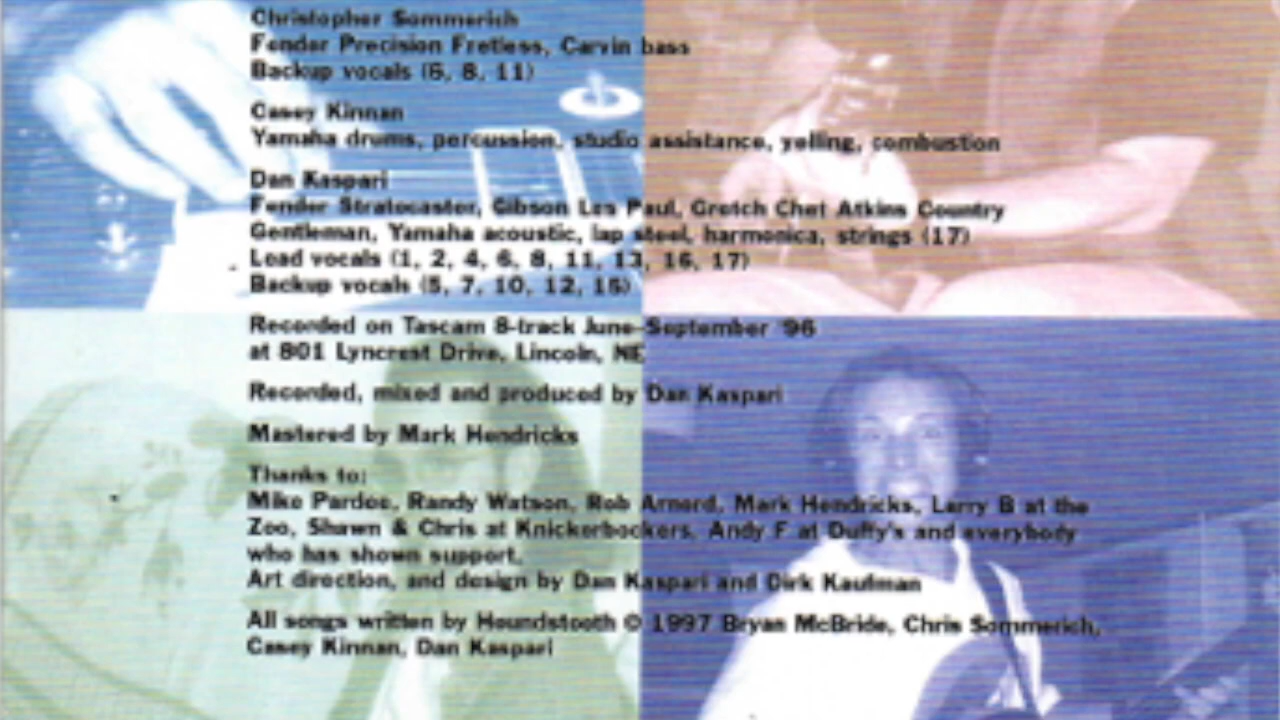 Christopher Sommerich
Fender Precision Fretless, Carvin bass
Backup vocals (5, 8, 11)
Casey Kinnan
Yamaha drums, percussion, studio assistance, yelling, combustion
Dan Kaspari
Fender Stratocaster, Gibson Les Paul, Gretch Chet Atkins Country
Gentleman, Yamaha acoustic, lap steel, harmonica, strings (17)
Lead vocals (1, 2, 4, 6, 8, 11, 13, 16, 17)
Backup vocals (5, 7, 10, 12, 15)
Recorded on Tascam 8-track June–September '96
at 801 Lyncrest Drive, Lincoln, NE
Recorded, mixed and produced by Dan Kaspari
Mastered by Mark Hendricks
Thanks to:
Mike Pardee, Randy Watson, Rob Arnerd, Mark Hendricks, Larry B at the
Zoo, Shawn & Chris at Knickerbockers, Andy F at Duffy's and everybody
who has shown support.
Art direction, and design by Dan Kaspari and Dirk Kaufman
All songs written by Houndstooth © 1997 Bryan McBride, Chris Sommerich,
Casey Kinnan, Dan Kaspari